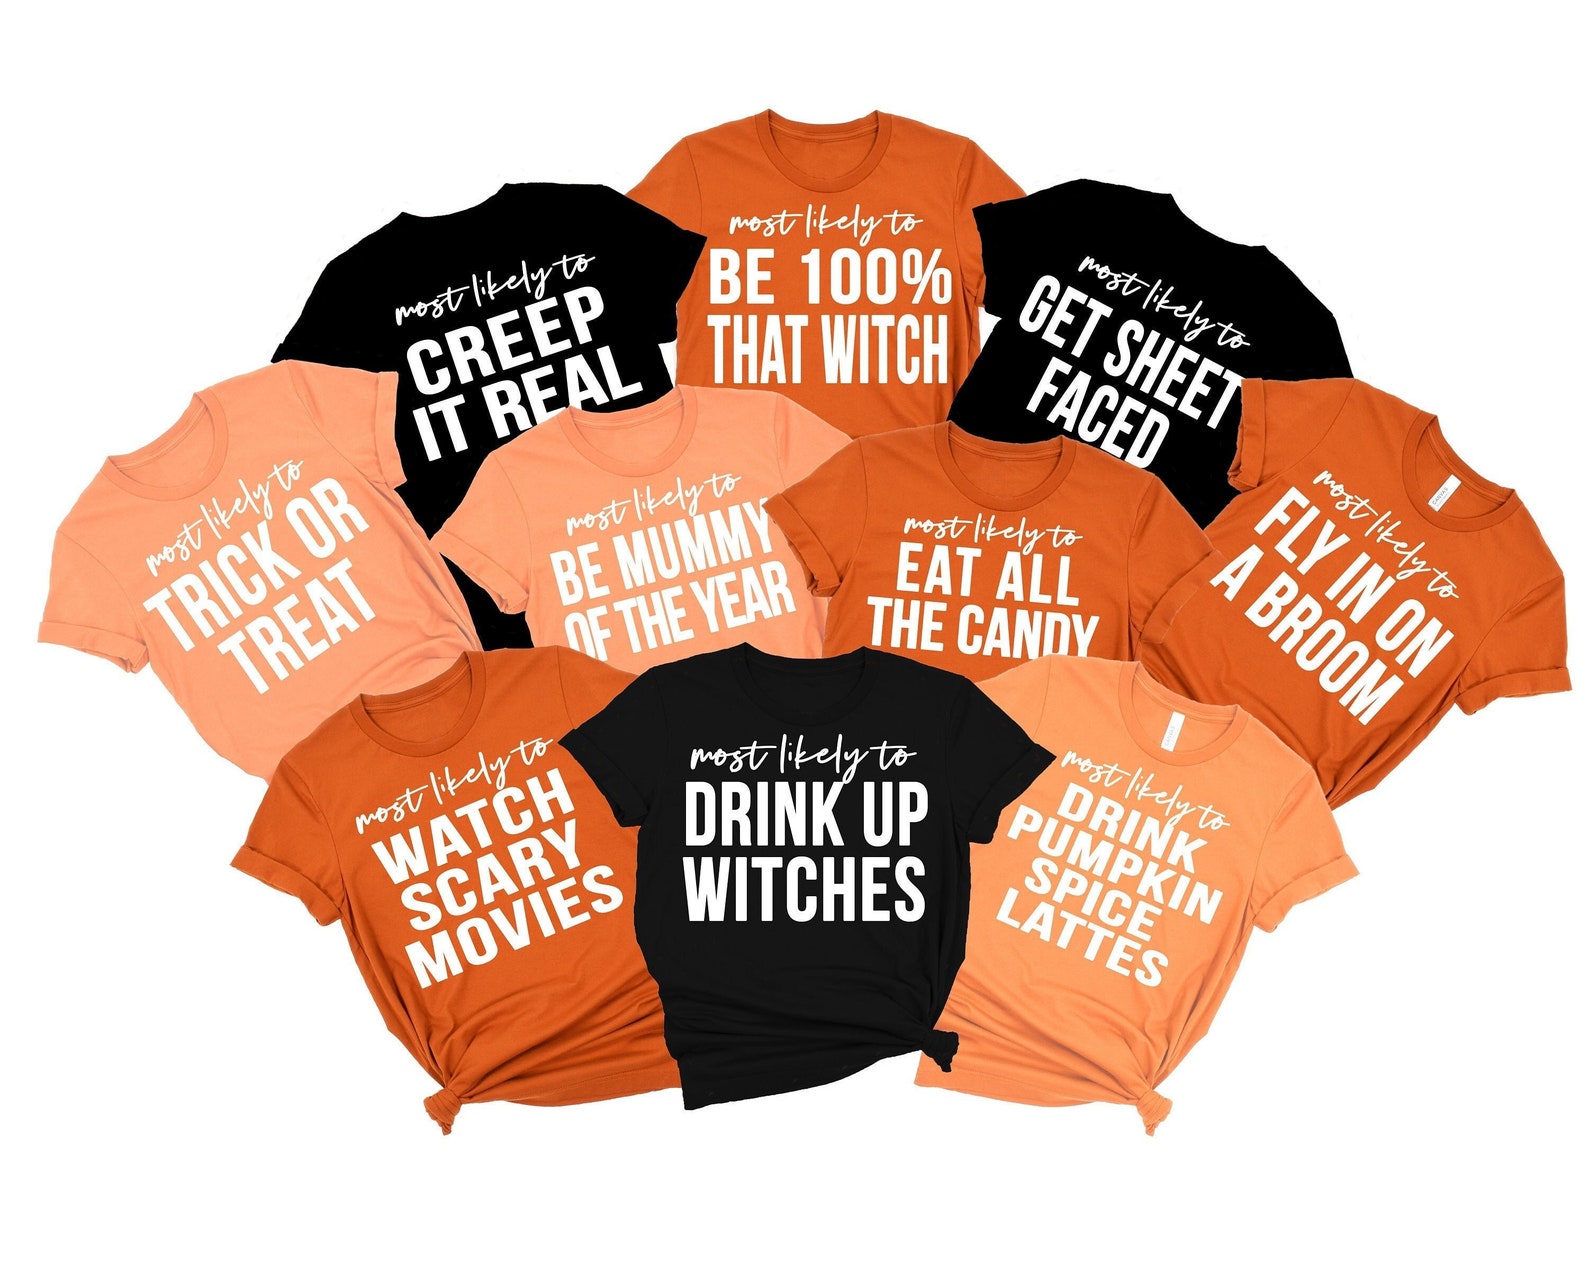 most likely to
CREEP
IT REAL
most likely to
BE 100%
THAT WITCH
most likely to
GET SHEET
FACED
most likely to
TRICK OR
TREAT
most likely to
BE MUMMY
OF THE YEAR
most likely to
EAT ALL
THE CANDY
most likely to
FLY IN ON
A BROOM
most likely to
WATCH
SCARY
MOVIES
most likely to
DRINK UP
WITCHES
most likely to
DRINK
PUMPKIN
SPICE
LATTES